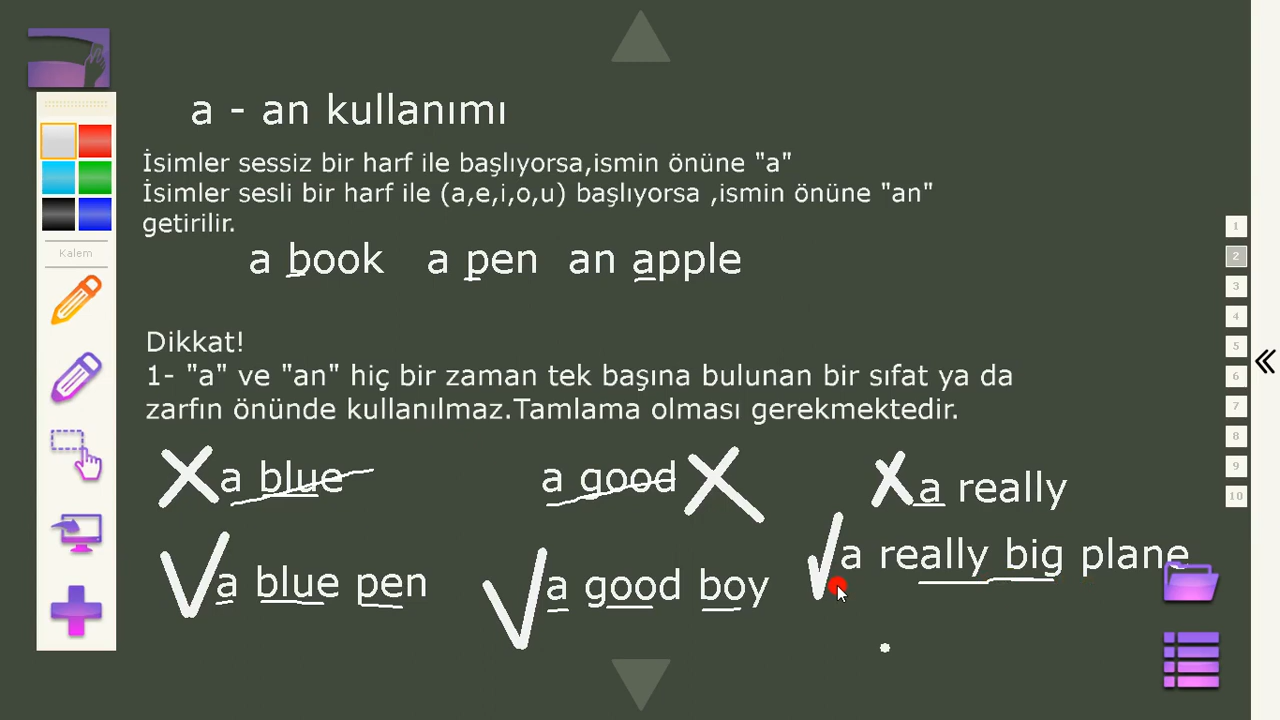 a - an kullanımı
İsimler sessiz bir harf ile başlıyorsa,ismin önüne "a"
İsimler sesli bir harf ile (a,e,i,o,u) başlıyorsa ,ismin önüne "an"
getirilir.
a book a pen an apple
Dikkat!
1- "a" ve "an" hiç bir zaman tek başına bulunan bir sıfat ya da
zarfın önünde kullanılmaz.Tamlama olması gerekmektedir.
a blue a good a really
a blue pen a good boy a really big plane
Kalem
1
2
3
4
5
6
7
8
9
10